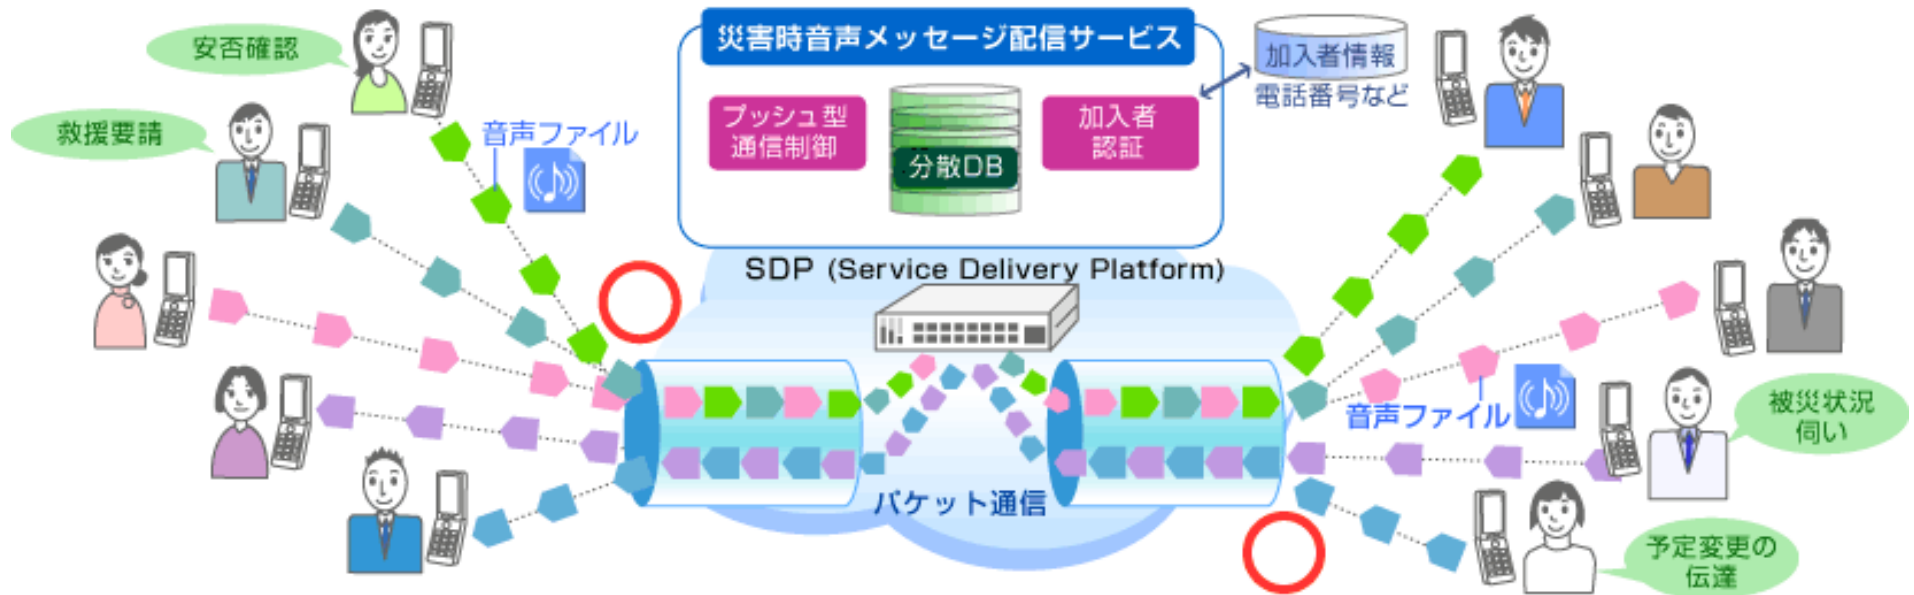 災害時音声メッセージ配信サービス
安否確認
救援要請
音声ファイル
プッシュ型
通信制御
分散DB
加入者
認証
加入者情報
電話番号など
SDP (Service Delivery Platform)
パケット通信
音声ファイル
被災状況
伺い
予定変更の
伝達